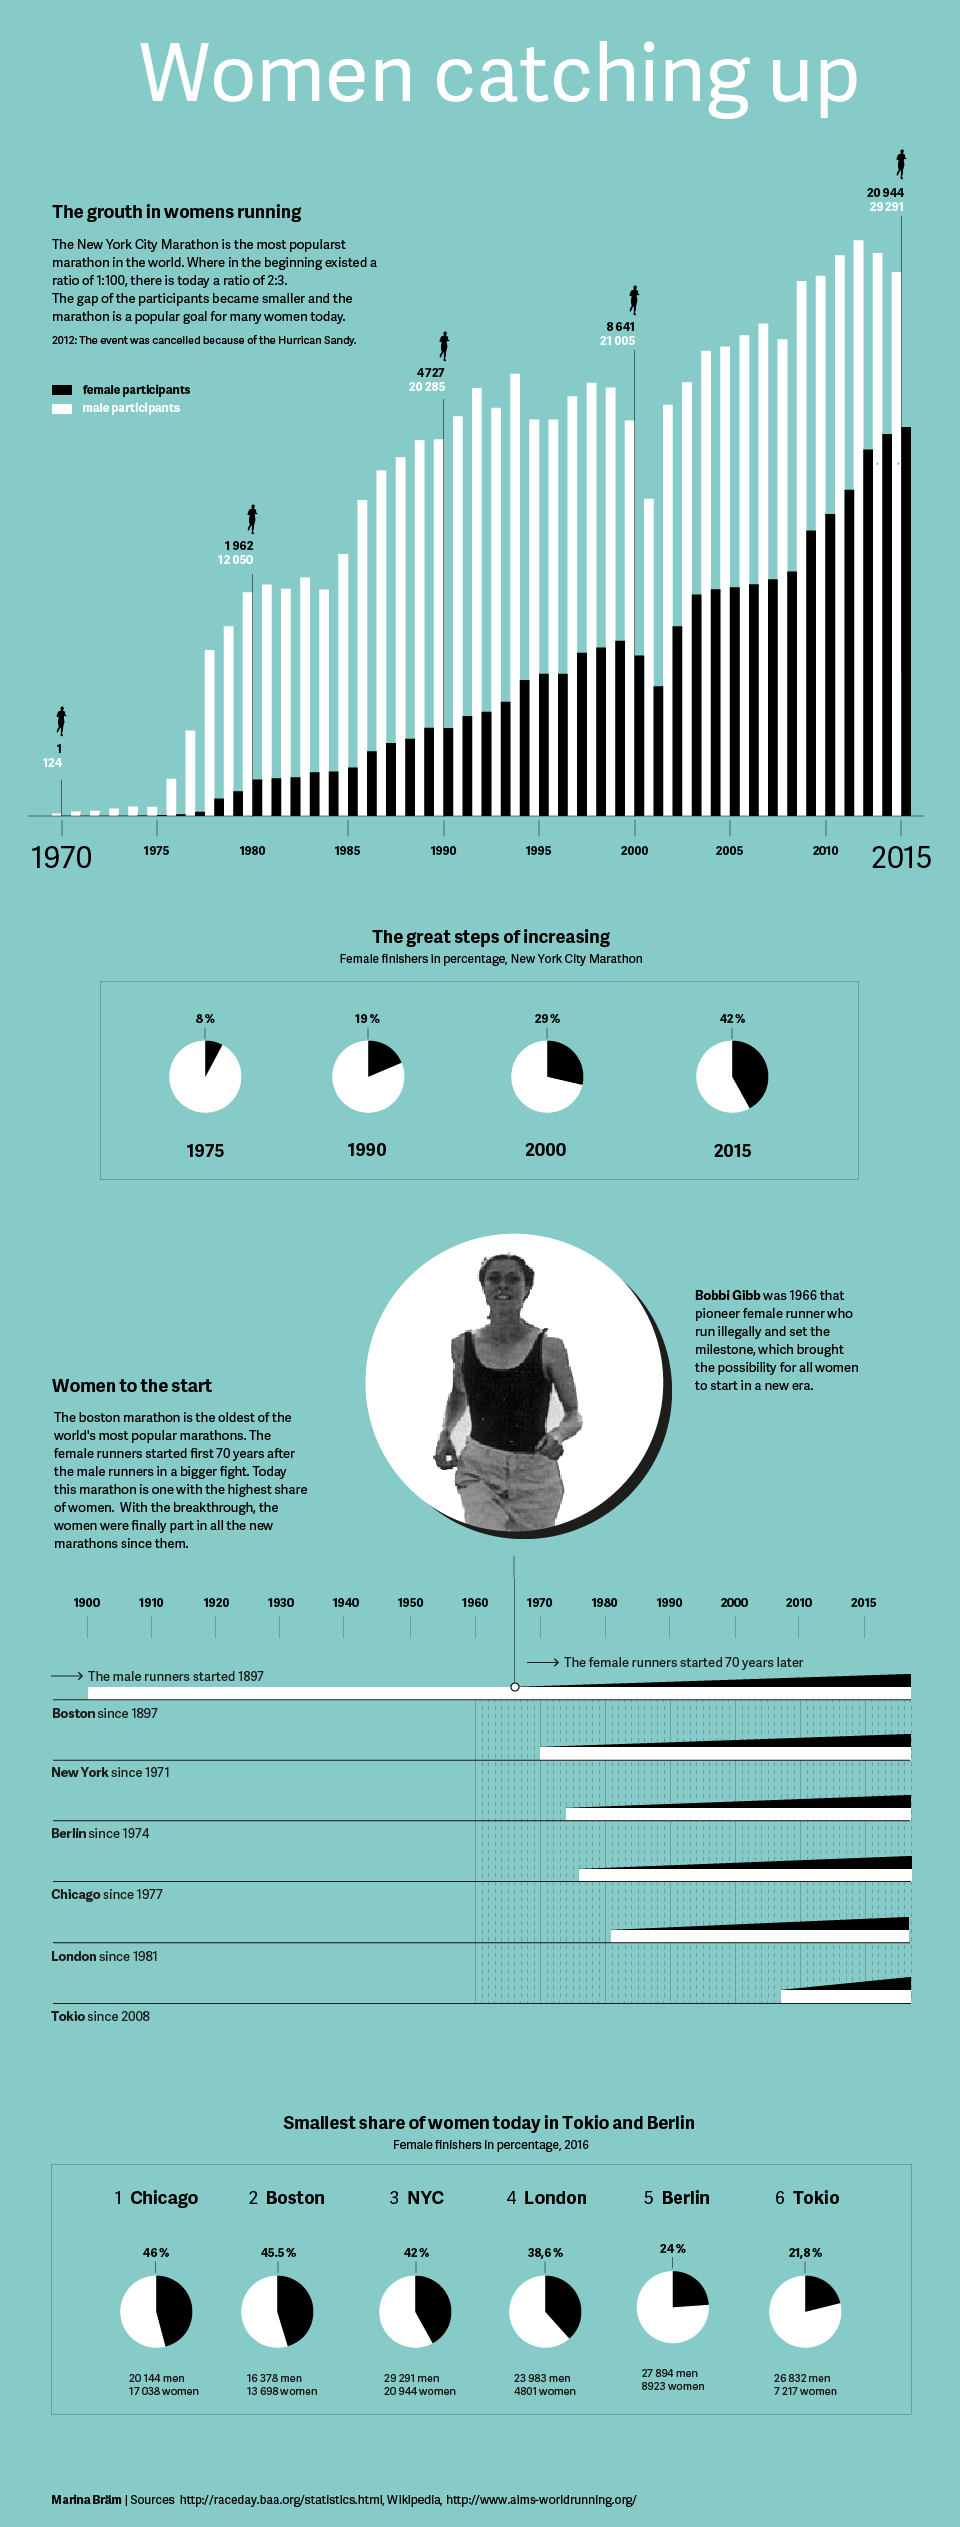 Women catching up
20 944
29 291
The grouth in womens running
The New York City Marathon is the most popularst
marathon in the world. Where in the beginning existed a
ratio of 1:100, there is today a ratio of 2:3.
The gap of the participants became smaller and the
marathon is a popular goal for many women today.
2012: The event was cancelled because of the Hurrican Sandy.
8 641
21 005
4727
20 285
female participants
male participants
1 962
12 050
1
124
1970 1975 1980 1985 1990 1995 2000 2005 2010 2015
The great steps of increasing
Female finishers in percentage, New York City Marathon
8 % 19 % 29 % 42 %
1975 1990 2000 2015
Bobbi Gibb was 1966 that
pioneer female runner who
run illegally and set the
milestone, which brought
the possibility for all women
to start in a new era.
Women to the start
The boston marathon is the oldest of the
world's most popular marathons. The
female runners started first 70 years after
the male runners in a bigger fight. Today
this marathon is one with the highest share
of women. With the breakthrough, the
women were finally part in all the new
marathons since them.
1900 1910 1920 1930 1940 1950 1960 1970 1980 1990 2000 2010 2015
The female runners started 70 years later
The male runners started 1897
Boston since 1897
New York since 1971
Berlin since 1974
Chicago since 1977
London since 1981
Tokio since 2008
Smallest share of women today in Tokio and Berlin
Female finishers in percentage, 2016
1 Chicago 2 Boston 3 NYC 4 London 5 Berlin 6 Tokio
46 % 45.5 % 42 % 38,6 % 24 % 21,8 %
20 144 men 16 378 men 29 291 men 23 983 men 27 894 men 26 832 men
17 038 women 13 698 women 20 944 women 4801 women 8923 women 7 217 women
Marina Bräm | Sources http://raceday.baa.org/statistics.html, Wikipedia, http://www.aims-worldrunning.org/